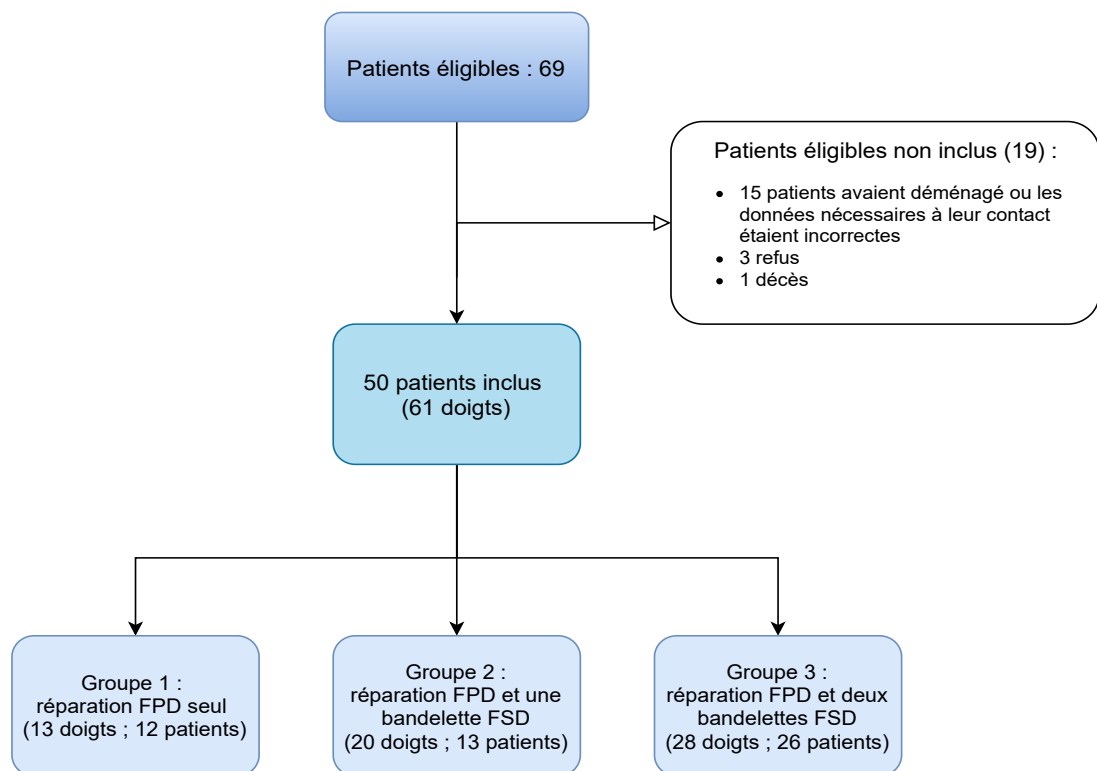 Patients éligibles : 69
Patients éligibles non inclus (19) :
• 15 patients avaient déménagé ou les
données nécessaires à leur contact
étaient incorrectes
• 3 refus
• 1 décès
50 patients inclus
(61 doigts)
Groupe 1 :
réparation FPD seul
(13 doigts ; 12 patients)
Groupe 2 :
réparation FPD et une
bandelette FSD
(20 doigts ; 13 patients)
Groupe 3 :
réparation FPD et deux
bandelettes FSD
(28 doigts ; 26 patients)